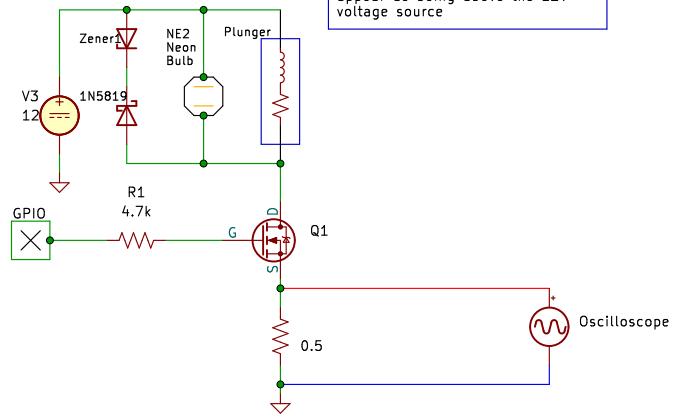 voltage source
Zener1
NE2
Neon
Bulb
Plunger
V3
12
+
1N5819
R1
4.7k
GPIO
G
D
S
Q1
+
Oscilloscope
0.5